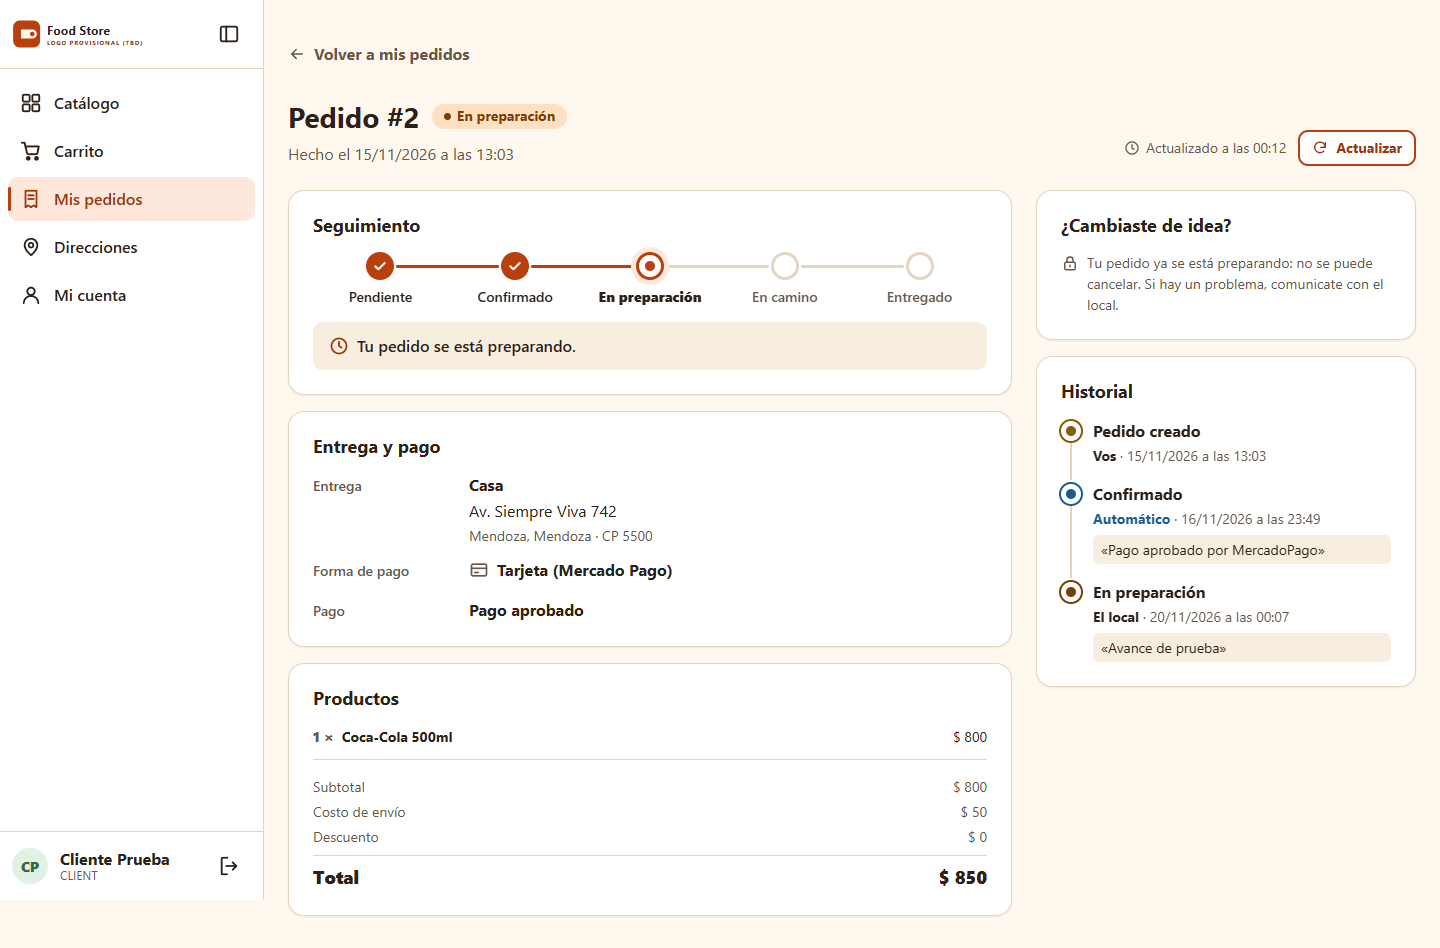 Food Store
LOGO PROVISIONAL (TBD)
Catálogo
Carrito
Mis pedidos
Direcciones
Mi cuenta
CP
Cliente Prueba
CLIENT
Volver a mis pedidos
Pedido #2
En preparación
Hecho el 15/11/2026 a las 13:03
Actualizado a las 00:12
Actualizar
Seguimiento
Pendiente
Confirmado
En preparación
En camino
Entregado
Tu pedido se está preparando.
Entrega y pago
Entrega
Casa
Av. Siempre Viva 742
Mendoza, Mendoza · CP 5500
Forma de pago
Tarjeta (Mercado Pago)
Pago
Pago aprobado
Productos
1 × Coca-Cola 500ml
$ 800
Subtotal
$ 800
Costo de envío
$ 50
Descuento
$ 0
Total
$ 850
¿Cambiaste de idea?
Tu pedido ya se está preparando: no se puede
cancelar. Si hay un problema, comunicate con el
local.
Historial
Pedido creado
Vos · 15/11/2026 a las 13:03
Confirmado
Automático · 16/11/2026 a las 23:49
«Pago aprobado por MercadoPago»
En preparación
El local · 20/11/2026 a las 00:07
«Avance de prueba»